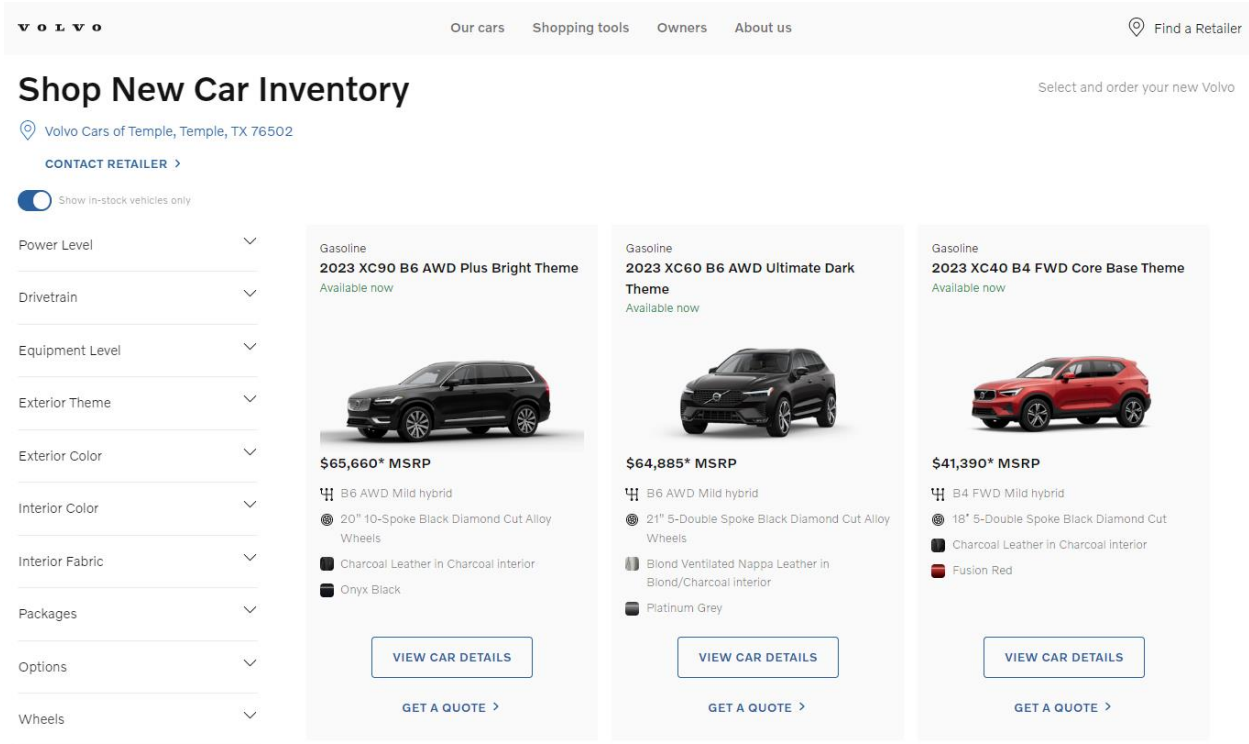 VOLVO
Our cars
Shopping tools
Owners
About us
Find a Retailer
Shop New Car Inventory
Select and order your new Volvo
Volvo Cars of Temple, Temple, TX 76502
CONTACT RETAILER
Show in-stock vehicles only
Power Level
Drivetrain
Equipment Level
Exterior Theme
Exterior Color
Interior Color
Interior Fabric
Packages
Options
Wheels
Gasoline
2023 XC90 B6 AWD Plus Bright Theme
Available now
$65,660* MSRP
B6 AWD Mild hybrid
20" 10-Spoke Black Diamond Cut Alloy
Wheels
Charcoal Leather in Charcoal interior
Onyx Black
VIEW CAR DETAILS
GET A QUOTE
Gasoline
2023 XC60 B6 AWD Ultimate Dark
Theme
Available now
$64,885* MSRP
B6 AWD Mild hybrid
21" 5-Double Spoke Black Diamond Cut Alloy
Wheels
Blond Ventilated Nappa Leather in
Blond/Charcoal interior
Platinum Grey
VIEW CAR DETAILS
GET A QUOTE
Gasoline
2023 XC40 B4 FWD Core Base Theme
Available now
$41,390* MSRP
B4 FWD Mild hybrid
18" 5-Double Spoke Black Diamond Cut
Charcoal Leather in Charcoal interior
Fusion Red
VIEW CAR DETAILS
GET A QUOTE